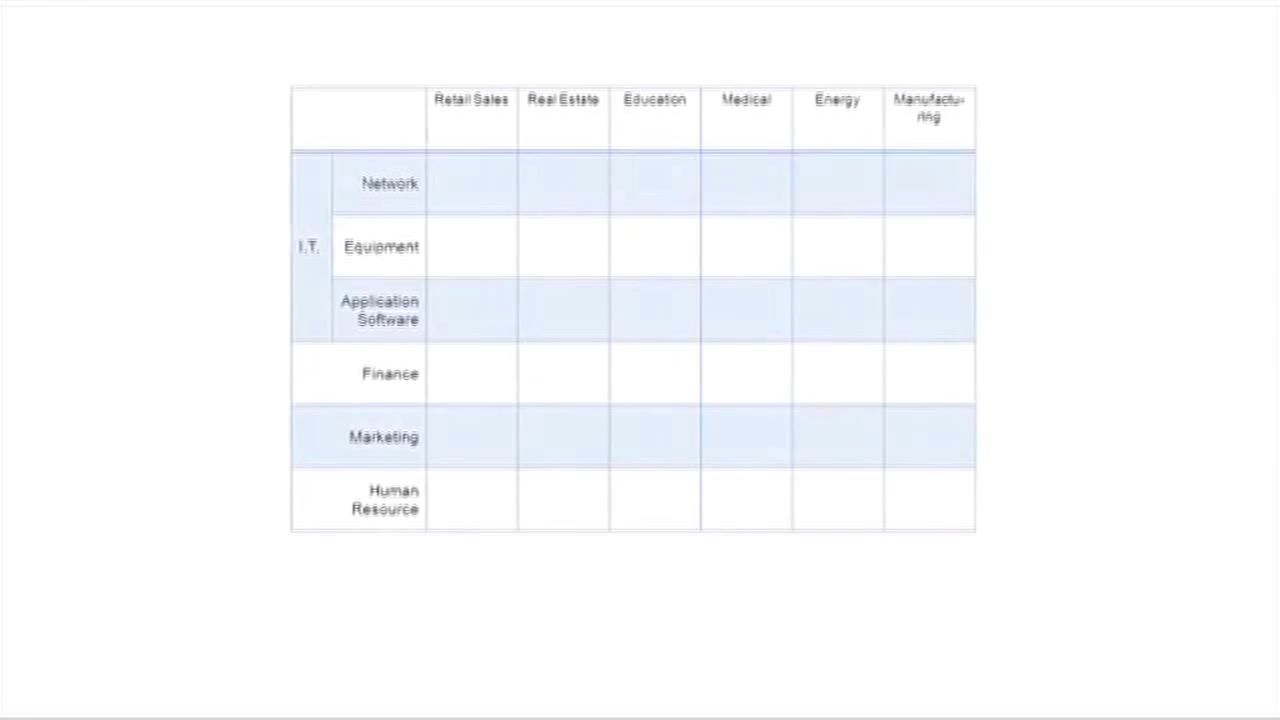 Retail Sales Real Estate Education Medical Energy Manufactu-
ring
Network
I.T. Equipment
Application
Software
Finance
Marketing
Human
Resource